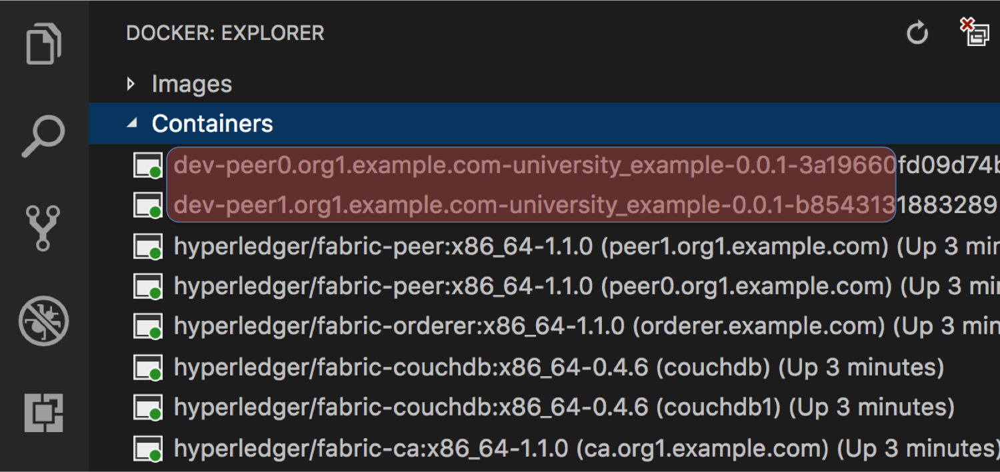 DOCKER: EXPLORER
Images
Containers
dev-peer0.org1.example.com-university_example-0.0.1-3a19660fd09d74b
dev-peer1.org1.example.com-university_example-0.0.1-b8543131883289
hyperledger/fabric-peer:x86_64-1.1.0 (peer1.org1.example.com) (Up 3 min
hyperledger/fabric-peer:x86_64-1.1.0 (peer0.org1.example.com) (Up 3 min
hyperledger/fabric-orderer:x86_64-1.1.0 (orderer.example.com) (Up 3 min
hyperledger/fabric-couchdb:x86_64-0.4.6 (couchdb) (Up 3 minutes)
hyperledger/fabric-couchdb:x86_64-0.4.6 (couchdb1) (Up 3 minutes)
hyperledger/fabric-ca:x86_64-1.1.0 (ca.org1.example.com) (Up 3 minutes)